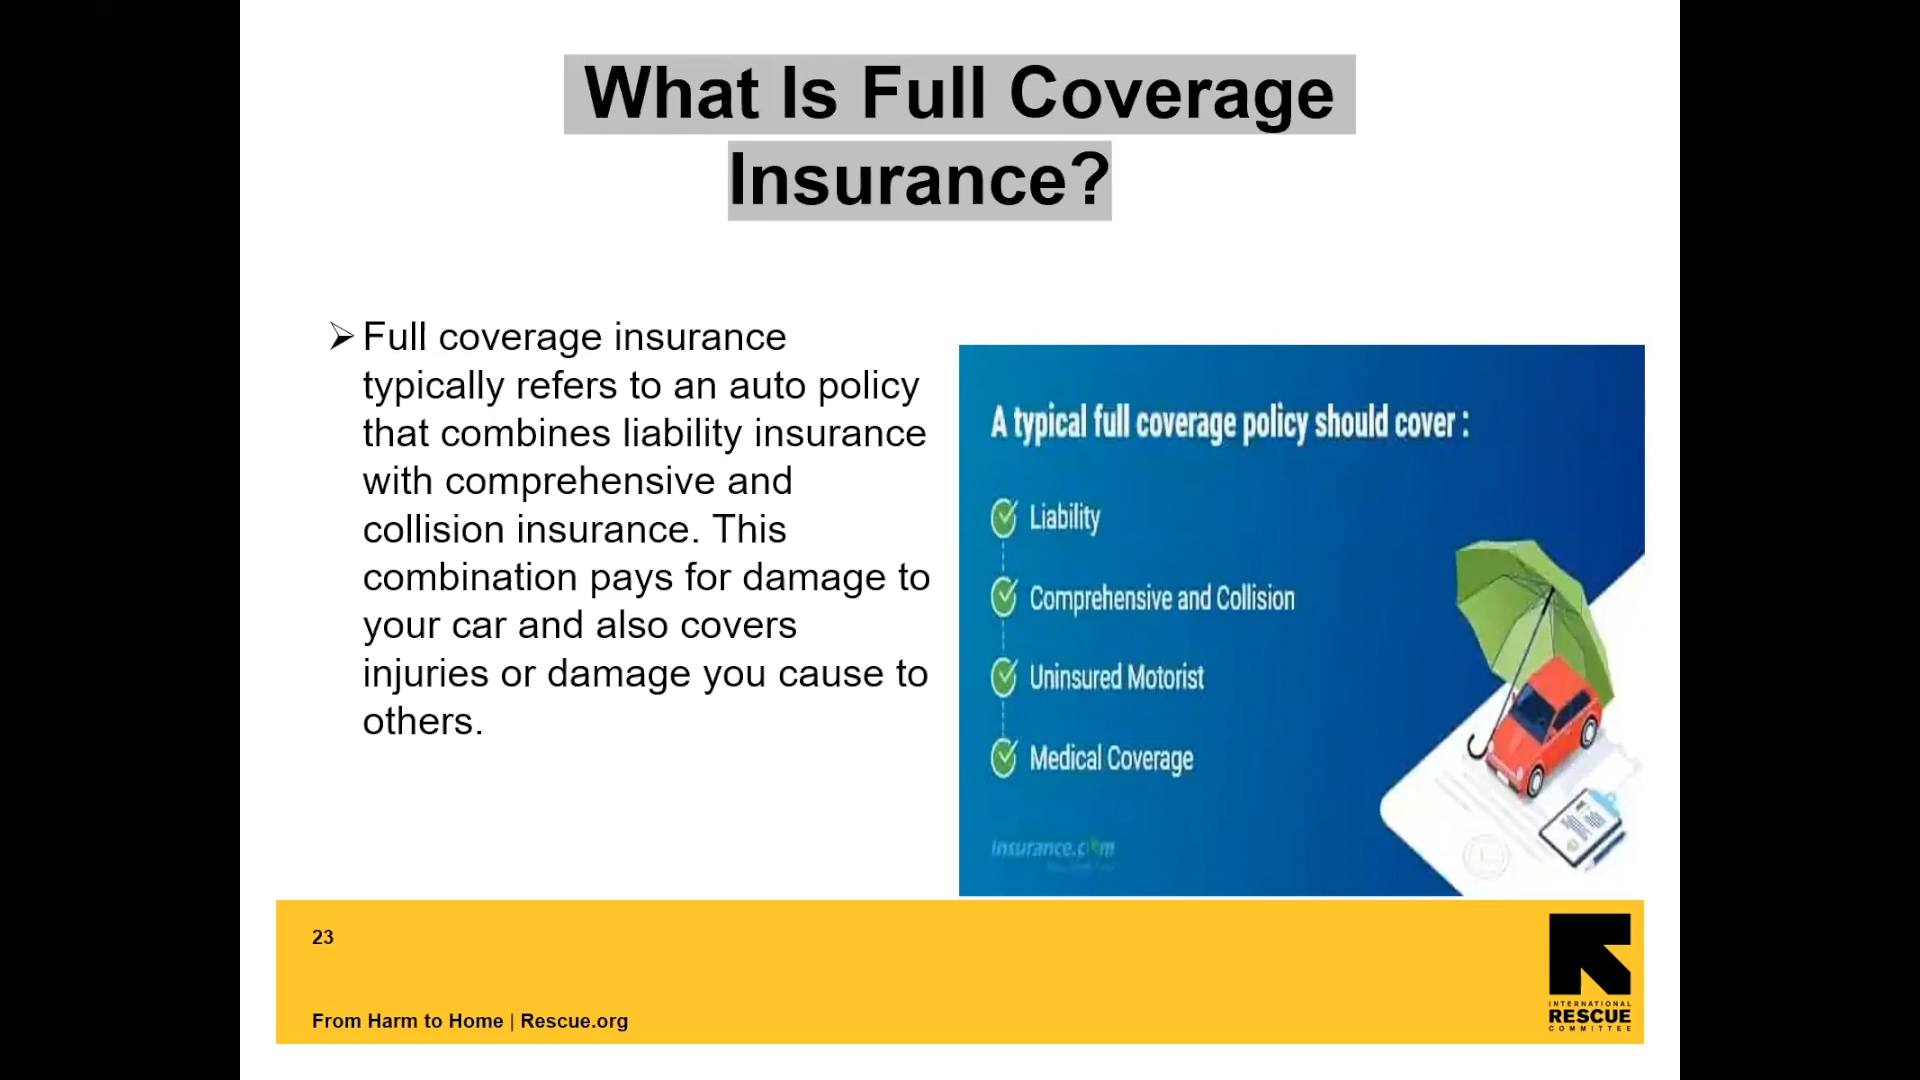 What Is Full Coverage
Insurance?
➢ Full coverage insurance
typically refers to an auto policy
that combines liability insurance
with comprehensive and
collision insurance. This
combination pays for damage to
your car and also covers
injuries or damage you cause to
others.
A typical full coverage policy should cover :
Liability
Comprehensive and Collision
Uninsured Motorist
Medical Coverage
insurance.com
23
From Harm to Home | Rescue.org
INTERNATIONAL
RESCUE
COMMITTEE